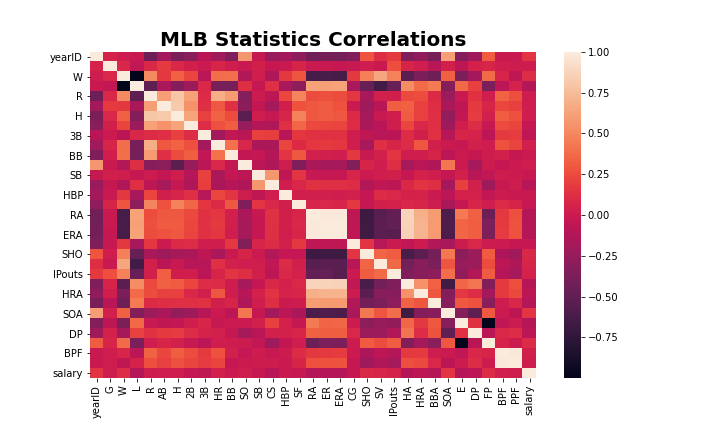 MLB Statistics Correlations
yearID
W
R
H
3B
BB
SB
HBP
RA
ERA
SHO
IPouts
HRA
SOA
DP
BPF
salary
yearID
G
W
L
R
AB
H
2B
3B
HR
BB
SO
SB
CS
HBP
SF
RA
ER
ERA
CG
SHO
SV
IPouts
HA
HRA
BBA
SOA
E
DP
FP
BPF
PPF
salary
1.00
0.75
0.50
0.25
0.00
−0.25
−0.50
−0.75